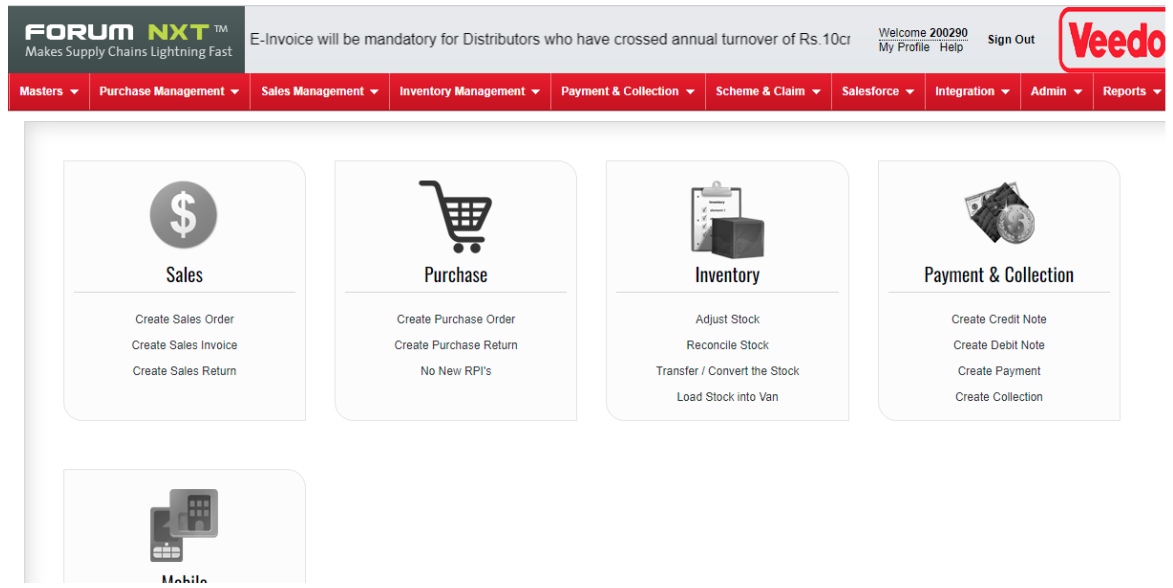 FORUM NXT TM
Makes Supply Chains Lightning Fast
E-Invoice will be mandatory for Distributors who have crossed annual turnover of Rs.10cr
Welcome 200290
My Profile Help
Sign Out
Veedo
Masters Purchase Management Sales Management Inventory Management Payment & Collection Scheme & Claim Salesforce Integration Admin Reports
Sales
Create Sales Order
Create Sales Invoice
Create Sales Return
Purchase
Create Purchase Order
Create Purchase Return
No New RPI's
Inventory
Adjust Stock
Reconcile Stock
Transfer / Convert the Stock
Load Stock into Van
Payment & Collection
Create Credit Note
Create Debit Note
Create Payment
Create Collection
Mobile